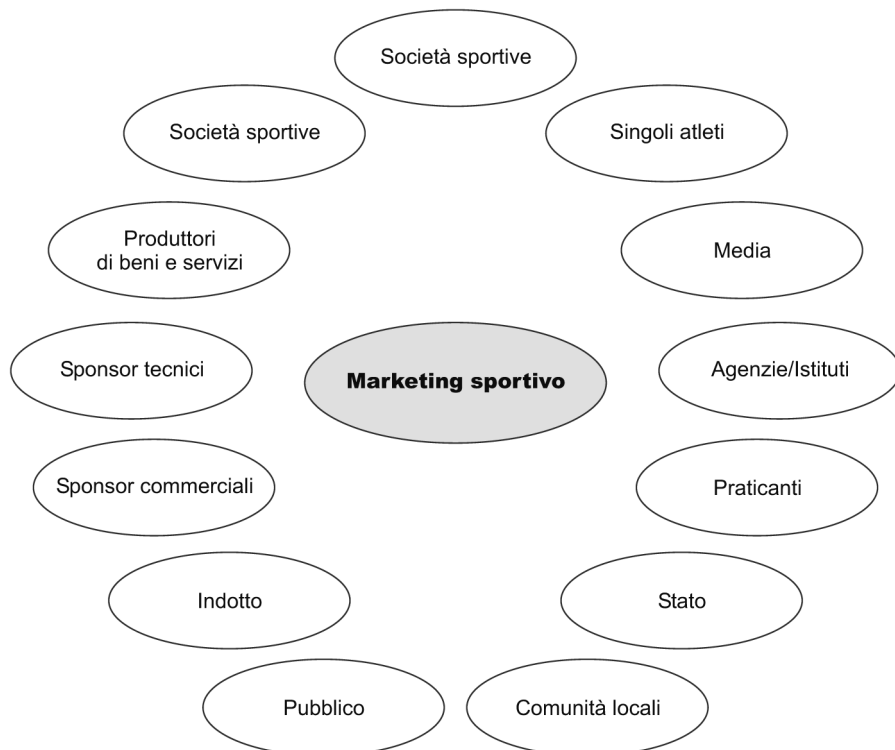 Società sportive
Società sportive
Singoli atleti
Produttori
di beni e servizi
Media
Sponsor tecnici
Marketing sportivo
Agenzie/Istituti
Sponsor commerciali
Praticanti
Indotto
Stato
Pubblico
Comunità locali